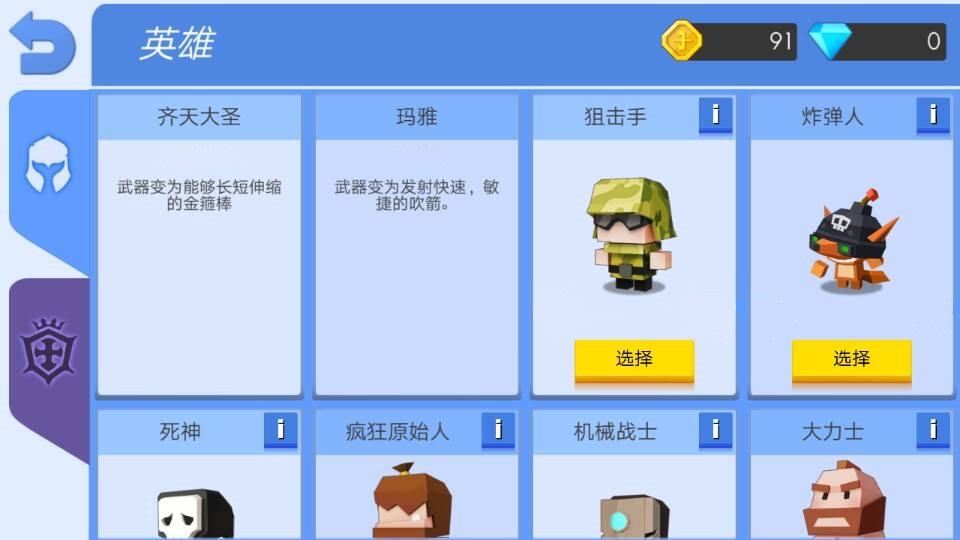 英雄
91
0
齐天大圣
玛雅
狙击手
i
炸弹人
i
武器变为能够长短伸缩
的金箍棒
武器变为发射快速，敏
捷的吹箭。
选择
选择
死神
i
疯狂原始人
i
机械战士
i
大力士
i